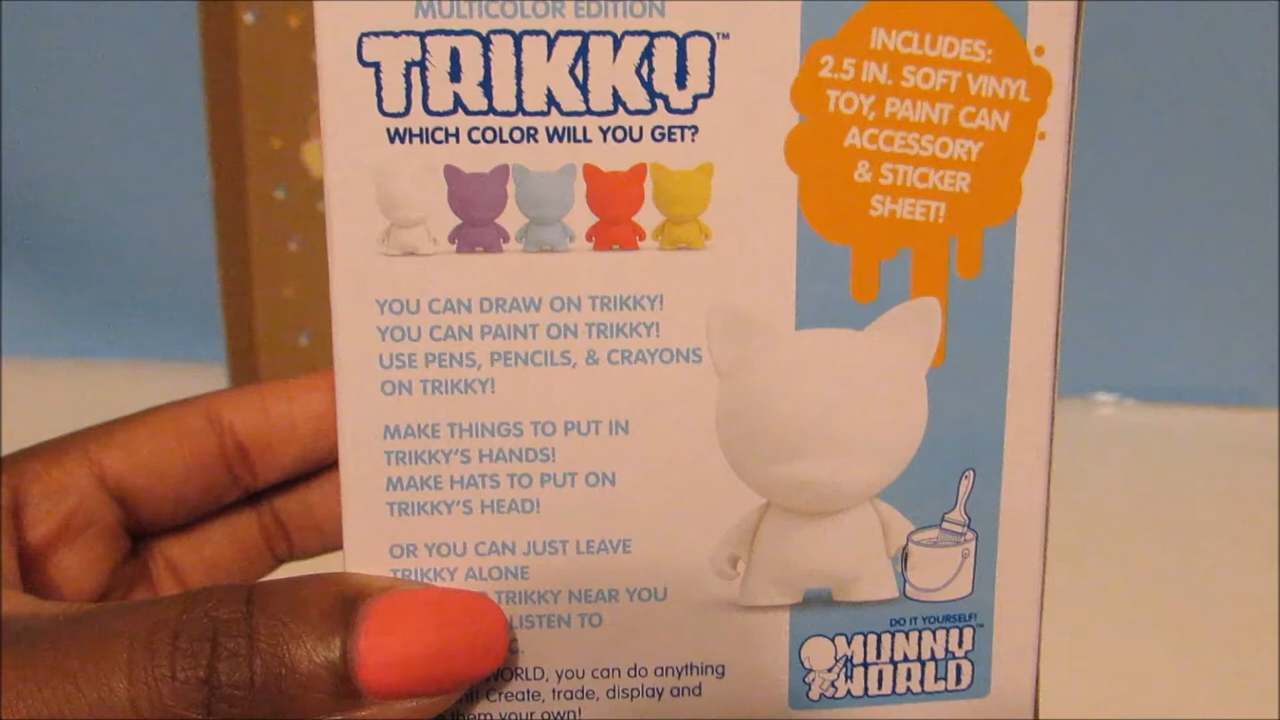 MULTICOLOR EDITION
TRIKKY™
WHICH COLOR WILL YOU GET?
INCLUDES:
2.5 IN. SOFT VINYL
TOY, PAINT CAN
ACCESSORY
& STICKER
SHEET!
YOU CAN DRAW ON TRIKKY!
YOU CAN PAINT ON TRIKKY!
USE PENS, PENCILS, & CRAYONS
ON TRIKKY!
MAKE THINGS TO PUT IN
TRIKKY'S HANDS!
MAKE HATS TO PUT ON
TRIKKY'S HEAD!
OR YOU CAN JUST LEAVE
TRIKKY ALONE
TRIKKY NEAR YOU
LISTEN TO
WORLD, you can do anything
Create, trade, display and
them your own!
DO IT YOURSELF!
MUNNY™
WORLD